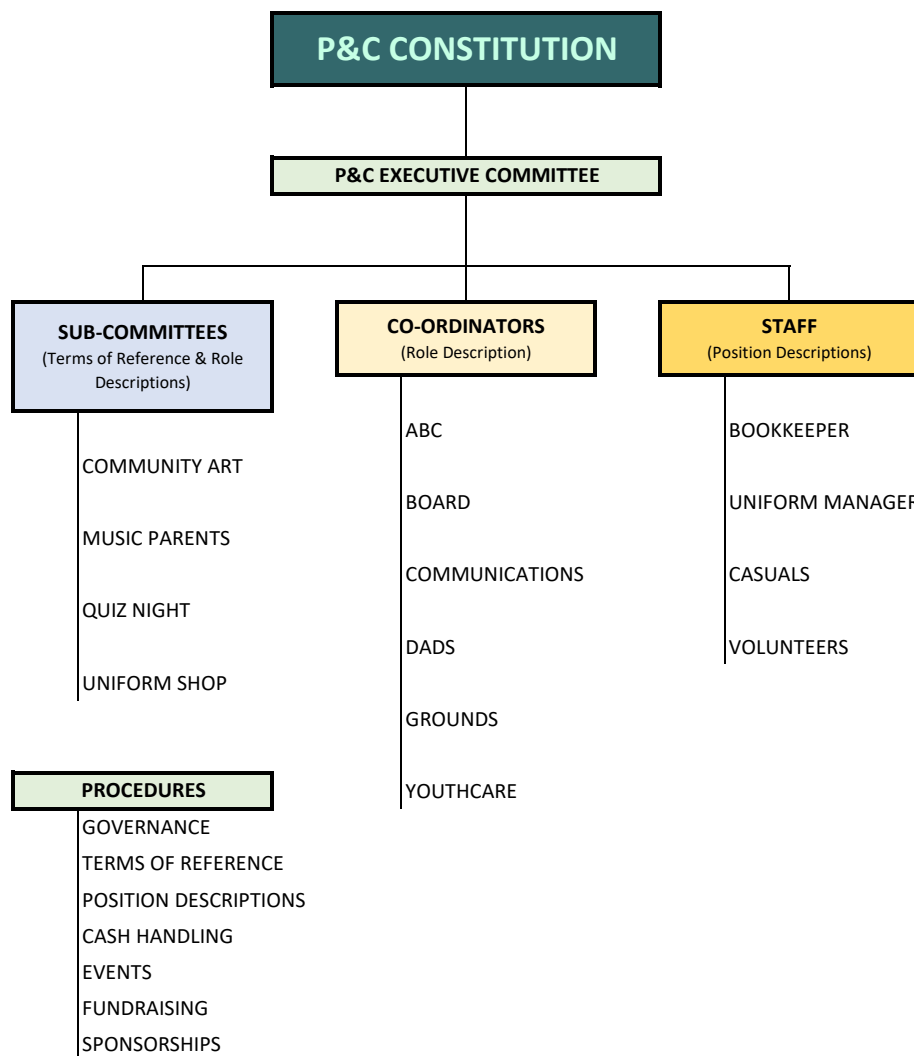 P&C CONSTITUTION
P&C EXECUTIVE COMMITTEE
SUB-COMMITTEES
(Terms of Reference & Role
Descriptions)
COMMUNITY ART
MUSIC PARENTS
QUIZ NIGHT
UNIFORM SHOP
CO-ORDINATORS
(Role Description)
ABC
BOARD
COMMUNICATIONS
DADS
GROUNDS
YOUTHCARE
STAFF
(Position Descriptions)
BOOKKEEPER
UNIFORM MANAGER
CASUALS
VOLUNTEERS
PROCEDURES
GOVERNANCE
TERMS OF REFERENCE
POSITION DESCRIPTIONS
CASH HANDLING
EVENTS
FUNDRAISING
SPONSORSHIPS